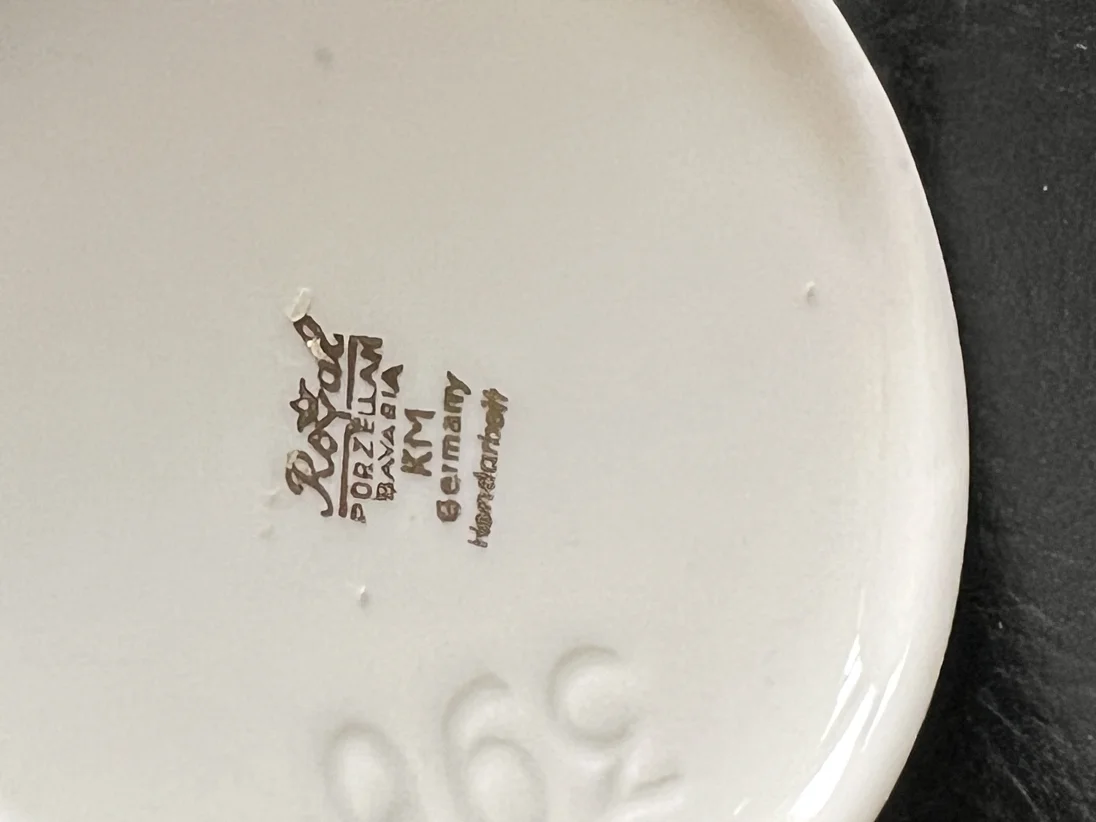 Royal
PORZELLAN
BAVARIA
KM
Germany
Handarbeit